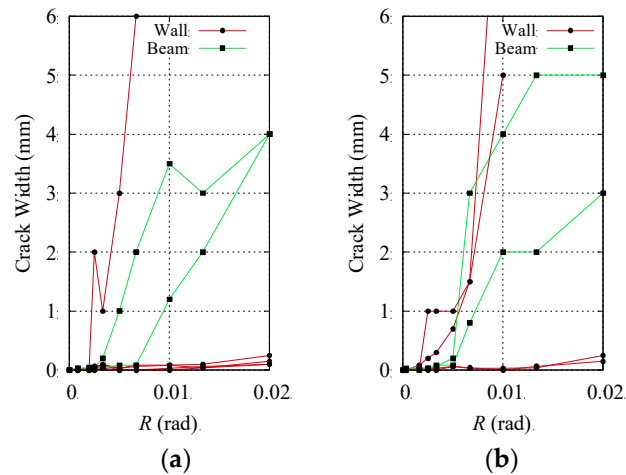 6.
5.
4.
3.
2.
1.
0.
Crack Width (mm)
Wall
Beam
0.
0.01.
0.02.
R (rad).
(a)
6.
5.
4.
3.
2.
1.
0.
Crack Width (mm)
Wall
Beam
0.
0.01.
0.02.
R (rad).
(b)